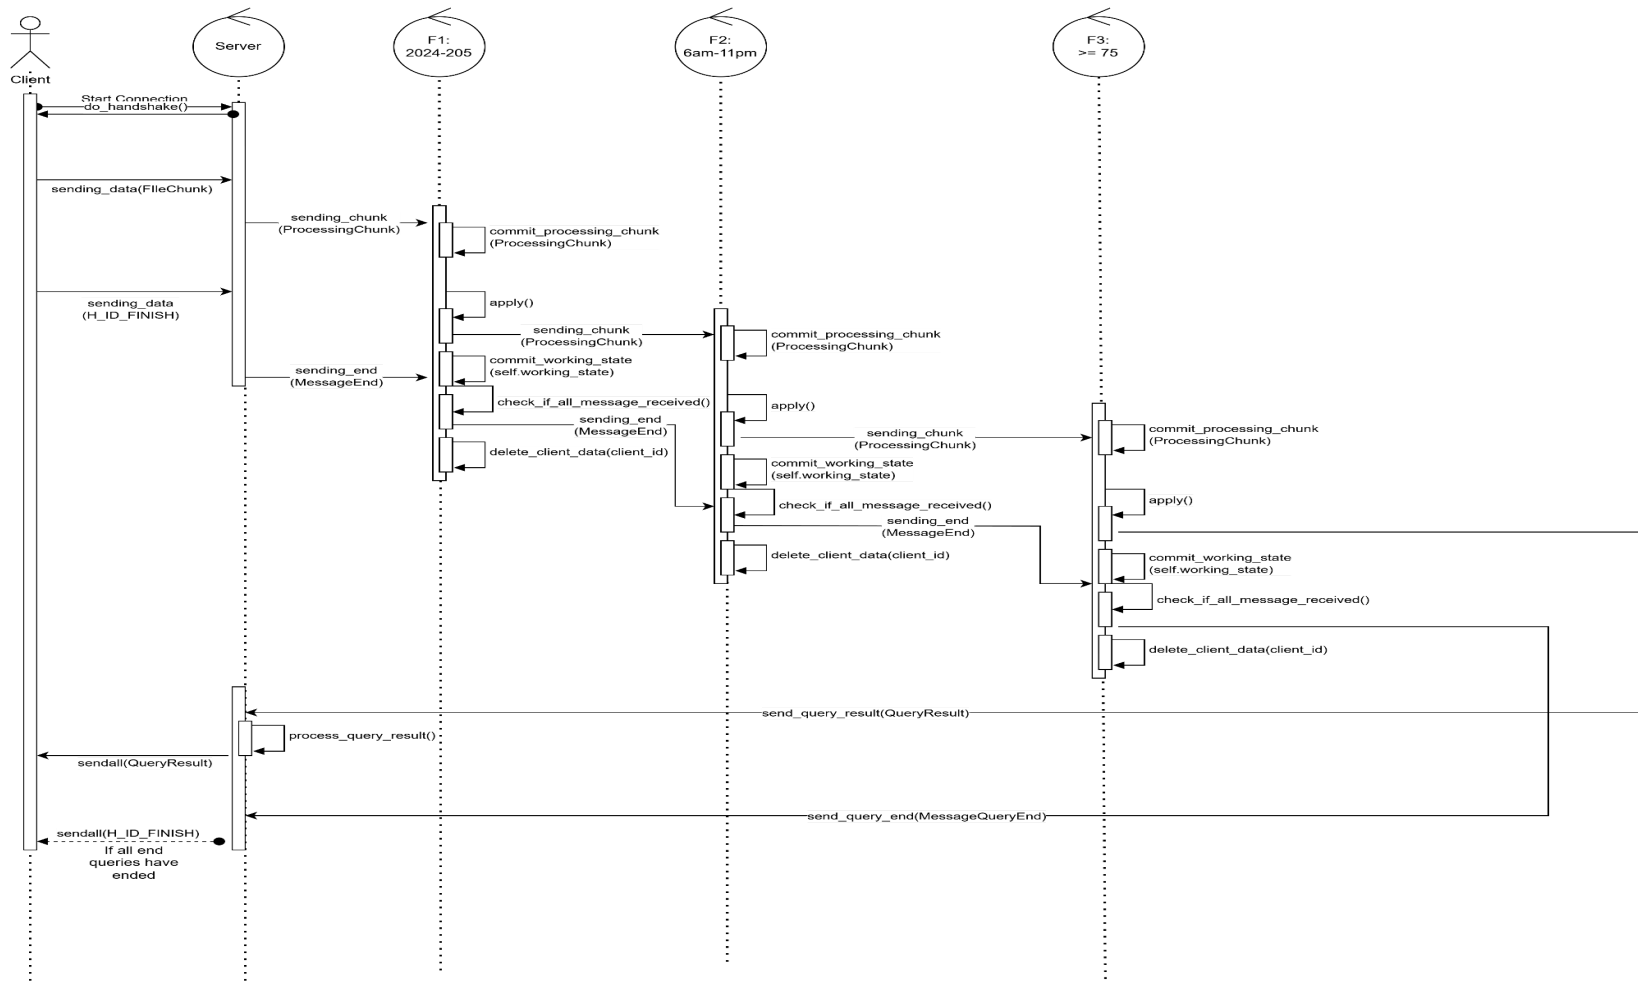 Client
Server
F1:
2024-205
F2:
6am-11pm
F3:
>= 75
Start Connection
do_handshake()
sending_data(FIleChunk)
sending_chunk
(ProcessingChunk)
commit_processing_chunk
(ProcessingChunk)
sending_data
(H_ID_FINISH)
apply()
sending_chunk
(ProcessingChunk)
commit_processing_chunk
(ProcessingChunk)
sending_end
(MessageEnd)
commit_working_state
(self.working_state)
check_if_all_message_received()
sending_end
(MessageEnd)
delete_client_data(client_id)
apply()
sending_chunk
(ProcessingChunk)
commit_processing_chunk
(ProcessingChunk)
commit_working_state
(self.working_state)
check_if_all_message_received()
sending_end
(MessageEnd)
delete_client_data(client_id)
apply()
commit_working_state
(self.working_state)
check_if_all_message_received()
delete_client_data(client_id)
send_query_result(QueryResult)
process_query_result()
sendall(QueryResult)
send_query_end(MessageQueryEnd)
sendall(H_ID_FINISH)
If all end
queries have
ended